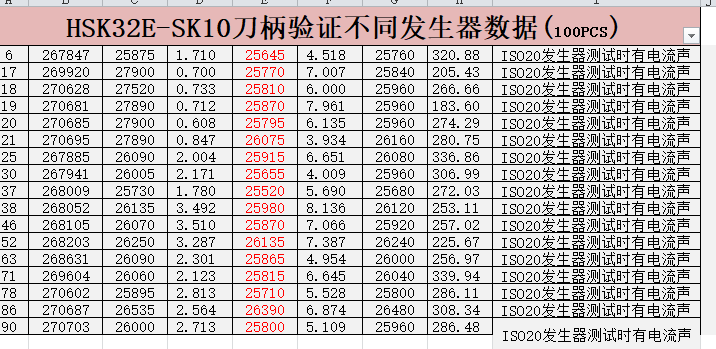 HSK32E-SK10刀柄验证不同发生器数据(100PCS)
6 267847 25875 1.710 25645 4.518 25760 320.88 ISO20发生器测试时有电流声
17 269920 27900 0.700 25770 7.007 25840 205.43 ISO20发生器测试时有电流声
18 270628 27520 0.733 25810 6.000 25960 266.66 ISO20发生器测试时有电流声
19 270681 27890 0.712 25870 7.961 25960 183.60 ISO20发生器测试时有电流声
20 270685 27900 0.608 25795 6.135 25960 274.29 ISO20发生器测试时有电流声
21 270695 27890 0.847 26075 3.934 26160 280.75 ISO20发生器测试时有电流声
25 267885 26090 2.004 25915 6.651 26080 336.86 ISO20发生器测试时有电流声
30 267941 26005 2.171 25655 4.009 25960 306.99 ISO20发生器测试时有电流声
37 268009 25730 1.780 25520 5.690 25680 272.03 ISO20发生器测试时有电流声
38 268052 26135 3.492 25980 8.136 26120 253.11 ISO20发生器测试时有电流声
46 268105 26070 3.510 25870 7.066 25920 257.02 ISO20发生器测试时有电流声
52 268203 26250 3.287 26135 7.387 26240 225.67 ISO20发生器测试时有电流声
63 268631 26090 2.301 25865 4.954 26000 256.97 ISO20发生器测试时有电流声
71 269604 26060 2.123 25815 6.645 26040 339.94 ISO20发生器测试时有电流声
78 270602 25895 2.813 25710 5.528 25800 286.11 ISO20发生器测试时有电流声
86 270687 26535 2.564 26390 6.874 26480 308.34 ISO20发生器测试时有电流声
90 270703 26000 2.713 25800 5.109 25960 286.48 ISO20发生器测试时有电流声